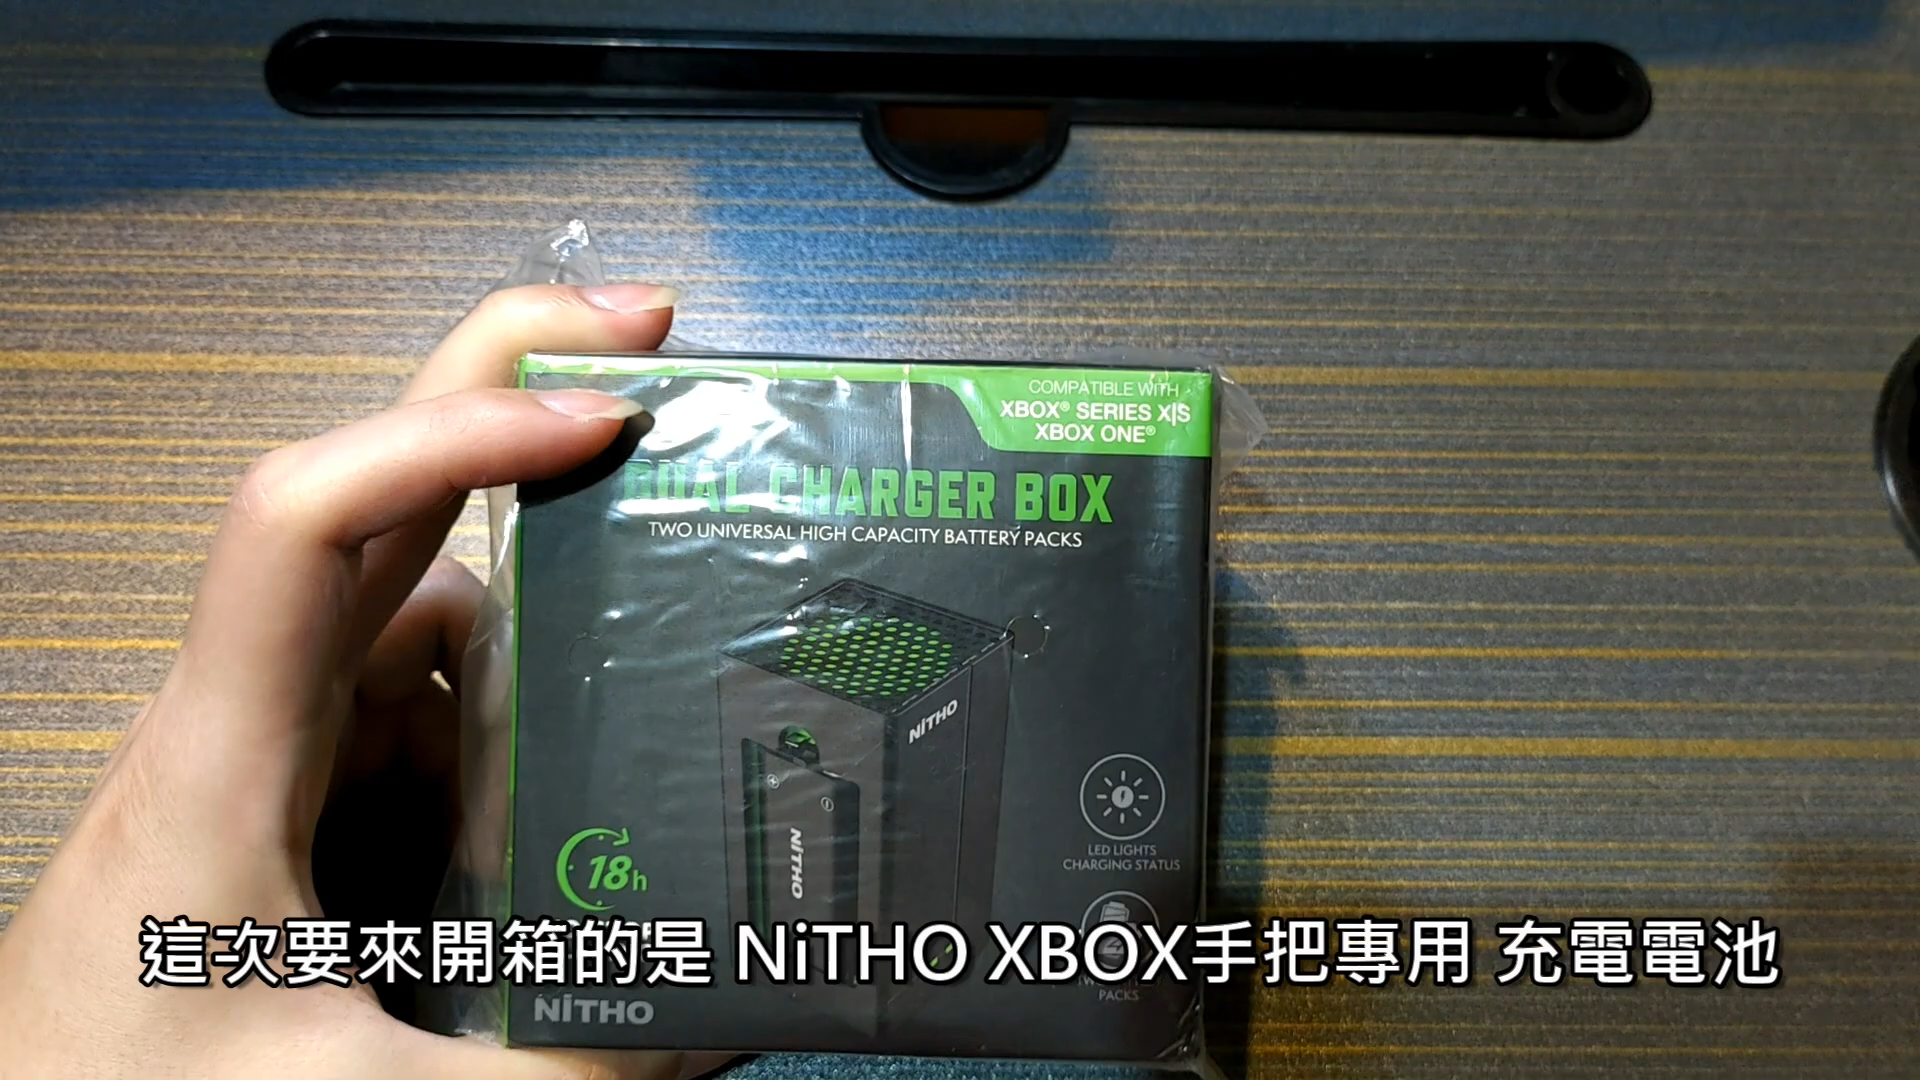 COMPATIBLE WITH
XBOX® SERIES X|S
XBOX ONE®
DUAL CHARGER BOX
TWO UNIVERSAL HIGH CAPACITY BATTERY PACKS
NiTHO
NiTHO
18h
LED LIGHTS
CHARGING STATUS
這次要來開箱的是 NiTHO XBOX手把專用 充電電池
PACKS
NiTHO